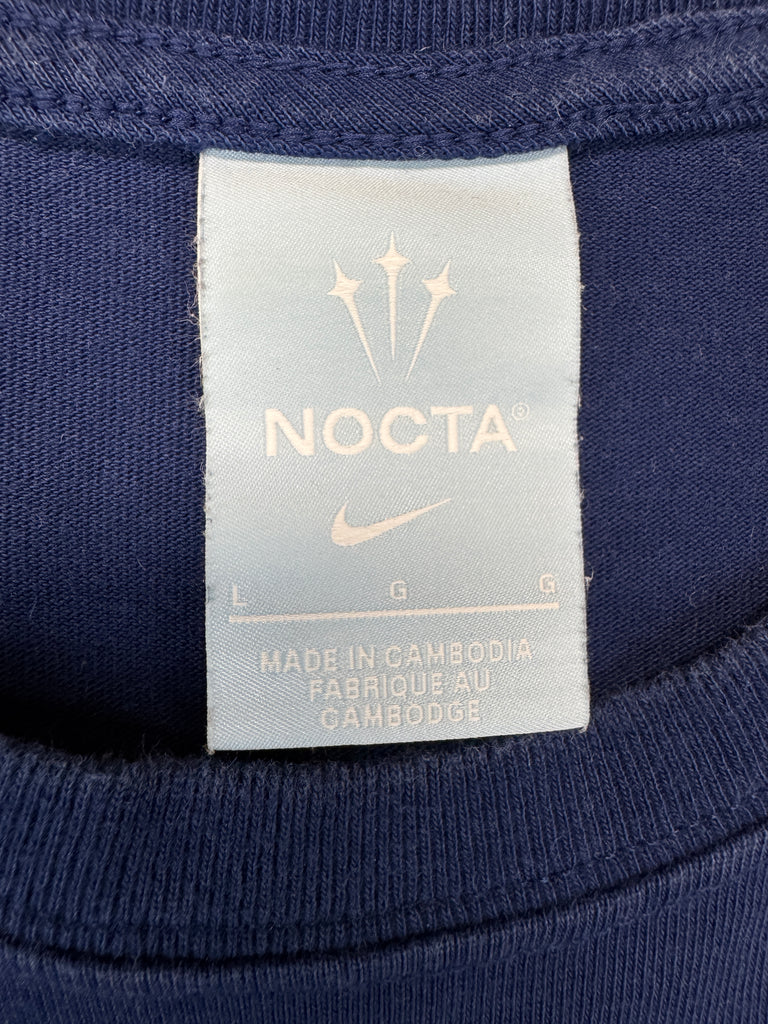 NOCTA®
L G G
MADE IN CAMBODIA
FABRIQUE AU
CAMBODGE